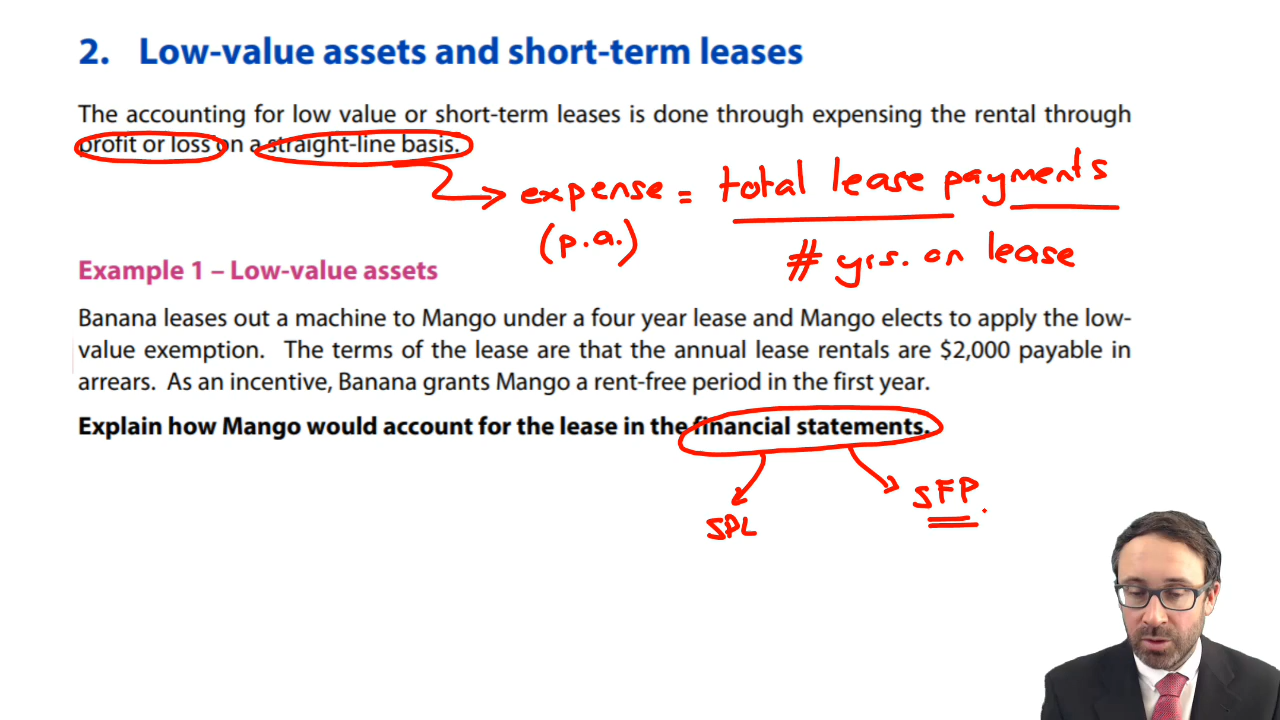 2. Low-value assets and short-term leases
The accounting for low value or short-term leases is done through expensing the rental through
profit or loss on a straight-line basis.
expense = total lease payments
(p.a.)
# yrs. on lease
Example 1 – Low-value assets
Banana leases out a machine to Mango under a four year lease and Mango elects to apply the low-
value exemption. The terms of the lease are that the annual lease rentals are $2,000 payable in
arrears. As an incentive, Banana grants Mango a rent-free period in the first year.
Explain how Mango would account for the lease in the financial statements.
SPL
SFP